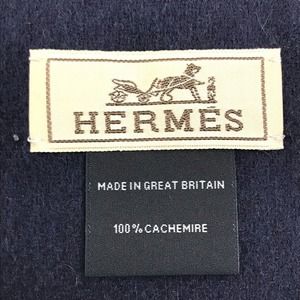 HERMES
MADE IN GREAT BRITAIN
100% CACHEMIRE